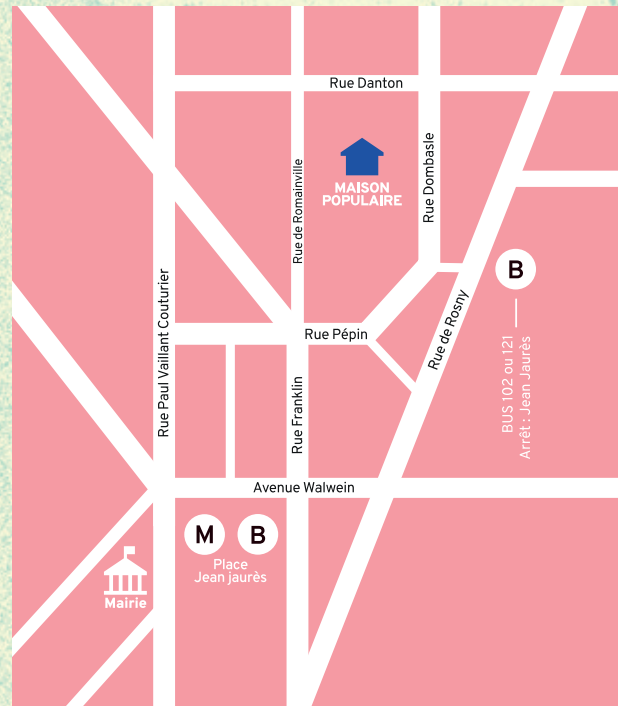 Rue Danton
MAISON
POPULAIRE
Rue de Romainville
Rue Dombasle
B
BUS 102 ou 121
Arrêt : Jean Jaurès
Rue Paul Vaillant Couturier
Rue Pépin
Rue de Rosny
Rue Franklin
Avenue Walwein
M B
Place
Jean jaurès
Mairie